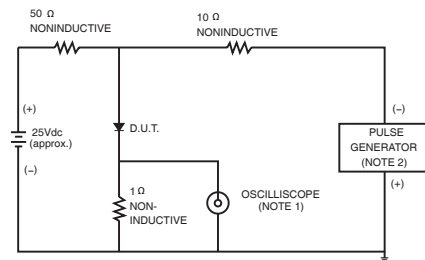 50 Ω
NONINDUCTIVE
10 Ω
NONINDUCTIVE
(+)
25Vdc
(approx.)
(−)
D.U.T.
1 Ω
NON-
INDUCTIVE
OSCILLISCOPE
(NOTE 1)
(−)
PULSE
GENERATOR
(NOTE 2)
(+)